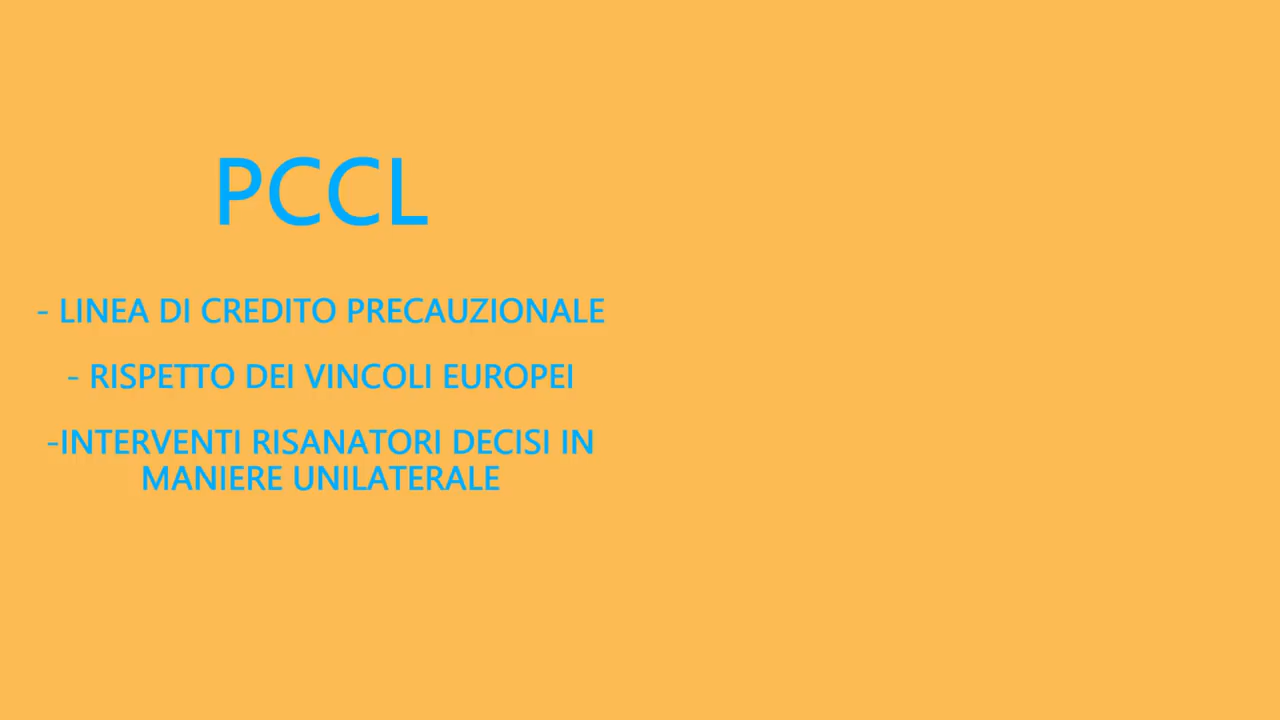 PCCL
- LINEA DI CREDITO PRECAUZIONALE
- RISPETTO DEI VINCOLI EUROPEI
-INTERVENTI RISANATORI DECISI IN
MANIERE UNILATERALE